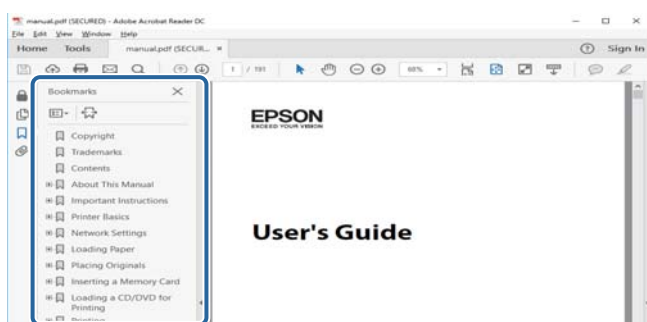 manual.pdf (SECURED) - Adobe Acrobat Reader DC
File Edit View Window Help
Home Tools manual.pdf (SECUR... × Sign In
1 / 191 68%
Bookmarks
Copyright
Trademarks
Contents
About This Manual
Important Instructions
Printer Basics
Network Settings
Loading Paper
Placing Originals
Inserting a Memory Card
Loading a CD/DVD for
Printing
Printing
EPSON
EXCEED YOUR VISION
User's Guide